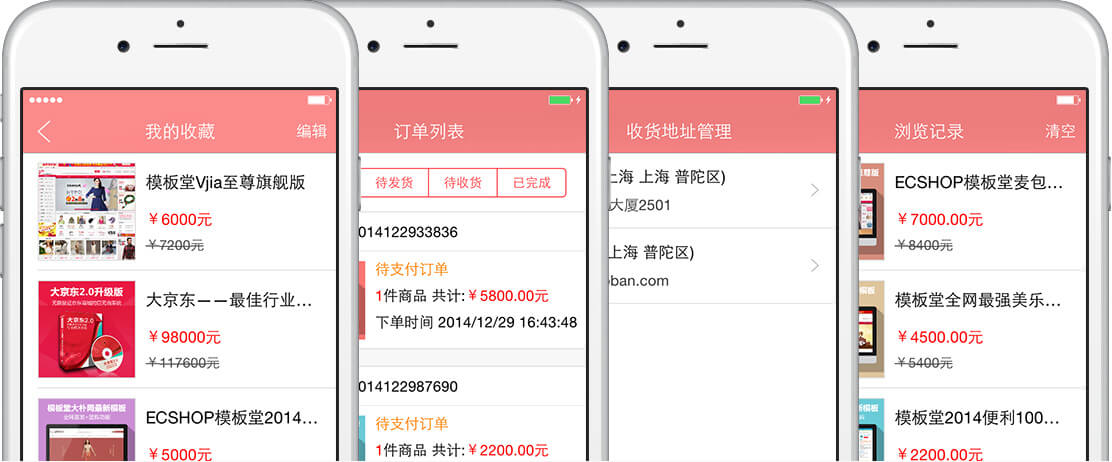 我的收藏
编辑
模板堂Vjia至尊旗舰版
￥6000元
￥7200元
大京东2.0升级版
大京东——最佳行业…
￥98000元
￥117600元
模板堂大朴网最新模板
ECSHOP模板堂2014…
￥5000元
订单列表
待发货
待收货
已完成
014122933836
待支付订单
1件商品 共计:￥5800.00元
下单时间 2014/12/29 16:43:48
014122987690
待支付订单
1件商品 共计:￥2200.00元
收货地址管理
上海 上海 普陀区)
大厦2501
上海 普陀区)
oban.com
浏览记录
清空
ECSHOP模板堂麦包…
￥7000.00元
￥8400元
模板堂全网最强美乐…
￥4500.00元
￥5400元
模板堂2014便利100…
￥2200.00元